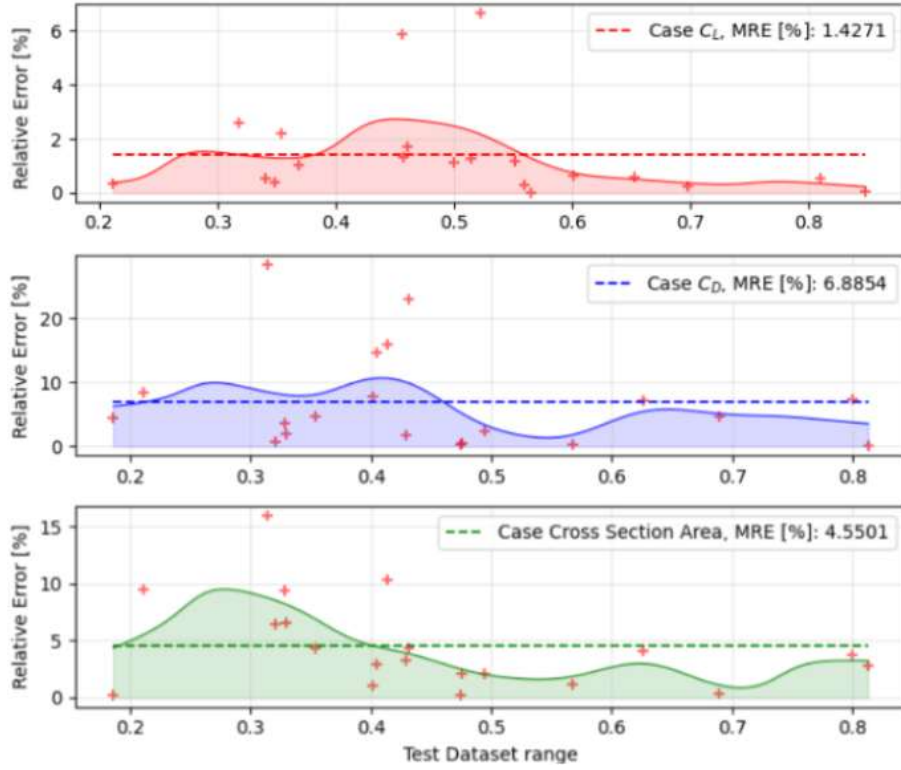 Relative Error [%]
6
4
2
0
Case C_L, MRE [%]: 1.4271
0.2 0.3 0.4 0.5 0.6 0.7 0.8
Relative Error [%]
20
10
0
Case C_D, MRE [%]: 6.8854
0.2 0.3 0.4 0.5 0.6 0.7 0.8
Relative Error [%]
15
10
5
0
Case Cross Section Area, MRE [%]: 4.5501
0.2 0.3 0.4 0.5 0.6 0.7 0.8
Test Dataset range